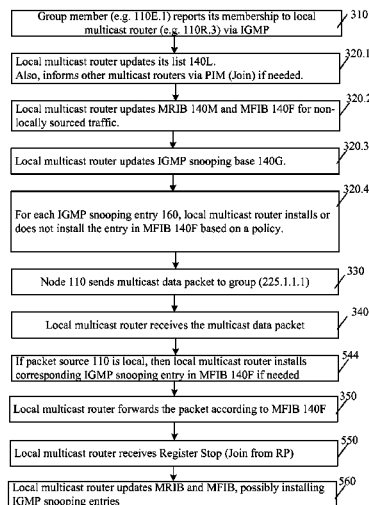 Group member (e.g. 110E.1) reports its membership to local
multicast router (e.g. 110R.3) via IGMP
310
320.1
Local multicast router updates its list 140L.
Also, informs other multicast routers via PIM (Join) if needed.
320.2
Local multicast router updates MRIB 140M and MFIB 140F for non-
locally sourced traffic.
320.3
Local multicast router updates IGMP snooping base 140G.
320.4
For each IGMP snooping entry 160, local multicast router installs or
does not install the entry in MFIB 140F based on a policy.
330
Node 110 sends multicast data packet to group (225.1.1.1)
340
Local multicast router receives the multicast data packet
544
If packet source 110 is local, then local multicast router installs
corresponding IGMP snooping entry in MFIB 140F if needed
350
Local multicast router forwards the packet according to MFIB 140F
550
Local multicast router receives Register Stop (Join from RP)
560
Local multicast router updates MRIB and MFIB, possibly installing
IGMP snooping entries